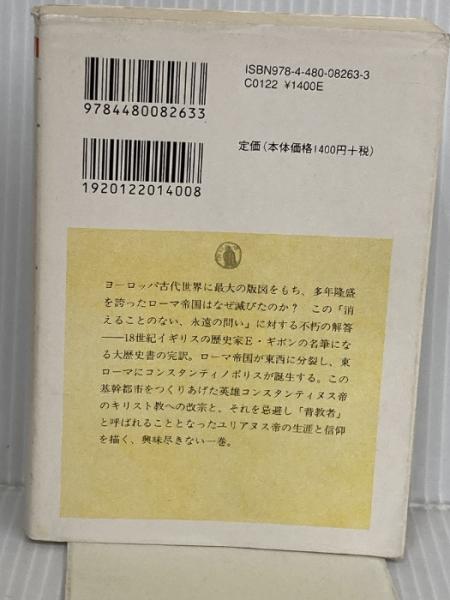 ISBN978-4-480-08263-3
C0122 ¥1400E
9784480082633
定価(本体価格1400円+税)
1920122014008
ヨーロッパ古代世界に最大の版図をもち、多年隆盛
を誇ったローマ帝国はなぜ滅びたのか? この「消
えることのない、永遠の問い」に対する不朽の解答
――18世紀イギリスの歴史家E・ギボンの名筆にな
る大歴史書の完訳。ローマ帝国が東西に分裂し、東
ローマにコンスタンティノポリスが誕生する。この
基幹都市をつくりあげた英雄コンスタンティヌス帝
のキリスト教への改宗と、それを忌避し「背教者」
と呼ばれることとなったユリアヌス帝の生涯と信仰
を描く、興味尽きない一巻。